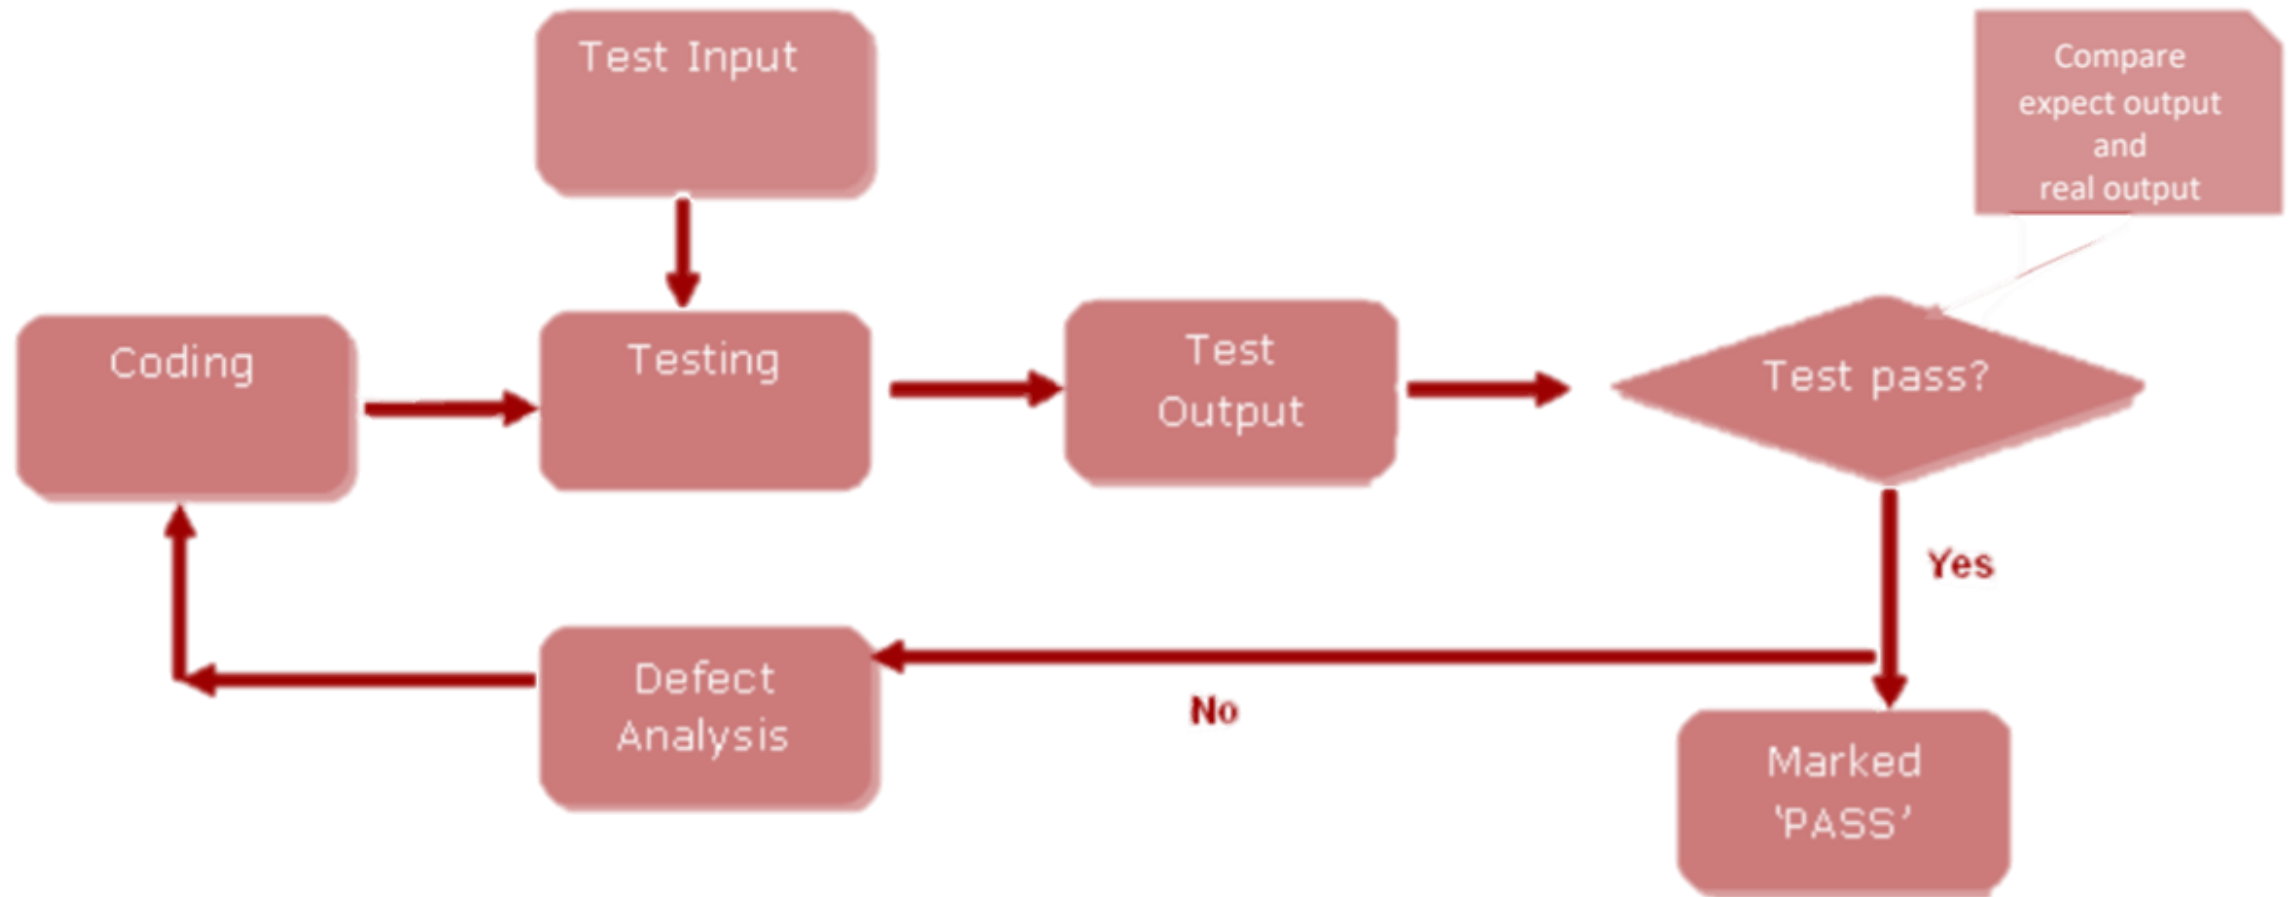 Test Input
Compare
expect output
and
real output
Coding
Testing
Test
Output
Test pass?
Yes
No
Defect
Analysis
Marked
‘PASS’